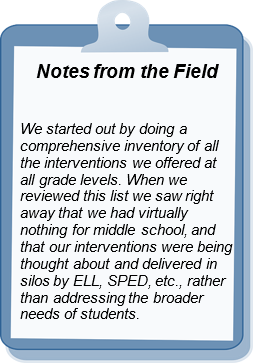 Notes from the Field
We started out by doing a
comprehensive inventory of all
the interventions we offered at
all grade levels. When we
reviewed this list we saw right
away that we had virtually
nothing for middle school, and
that our interventions were being
thought about and delivered in
silos by ELL, SPED, etc., rather
than addressing the broader
needs of students.